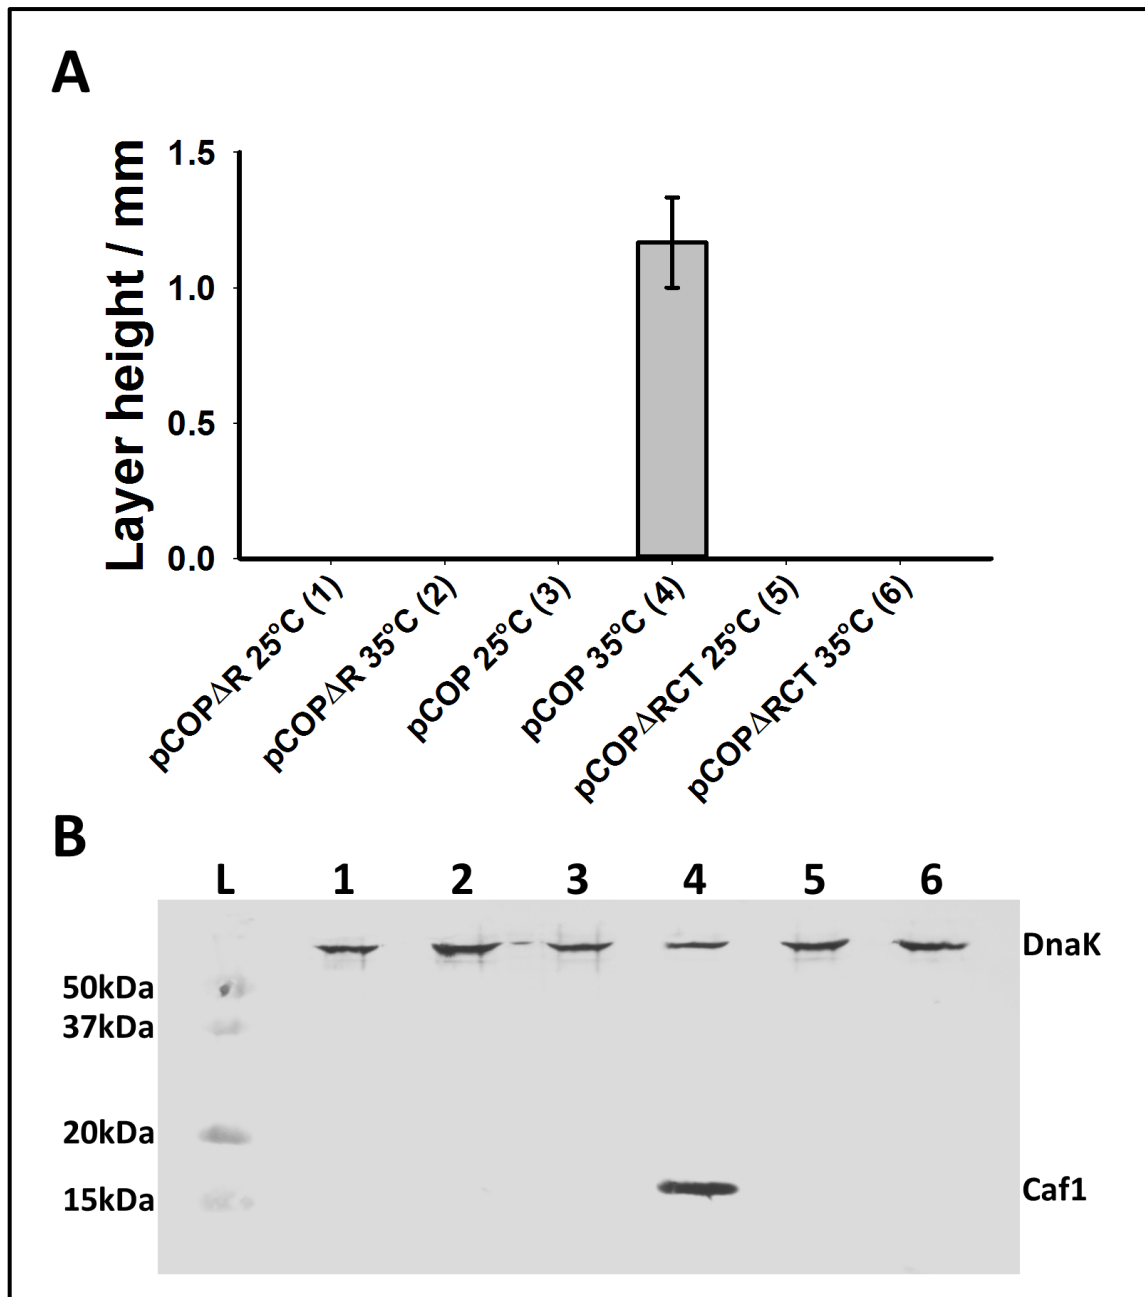 A
Layer height / mm
1.5
1.0
0.5
0.0
pCOPΔR 25°C (1)
pCOPΔR 35°C (2)
pCOP 25°C (3)
pCOP 35°C (4)
pCOPΔRCT 25°C (5)
pCOPΔRCT 35°C (6)
B
L 1 2 3 4 5 6
DnaK
50kDa
37kDa
20kDa
15kDa
Caf1